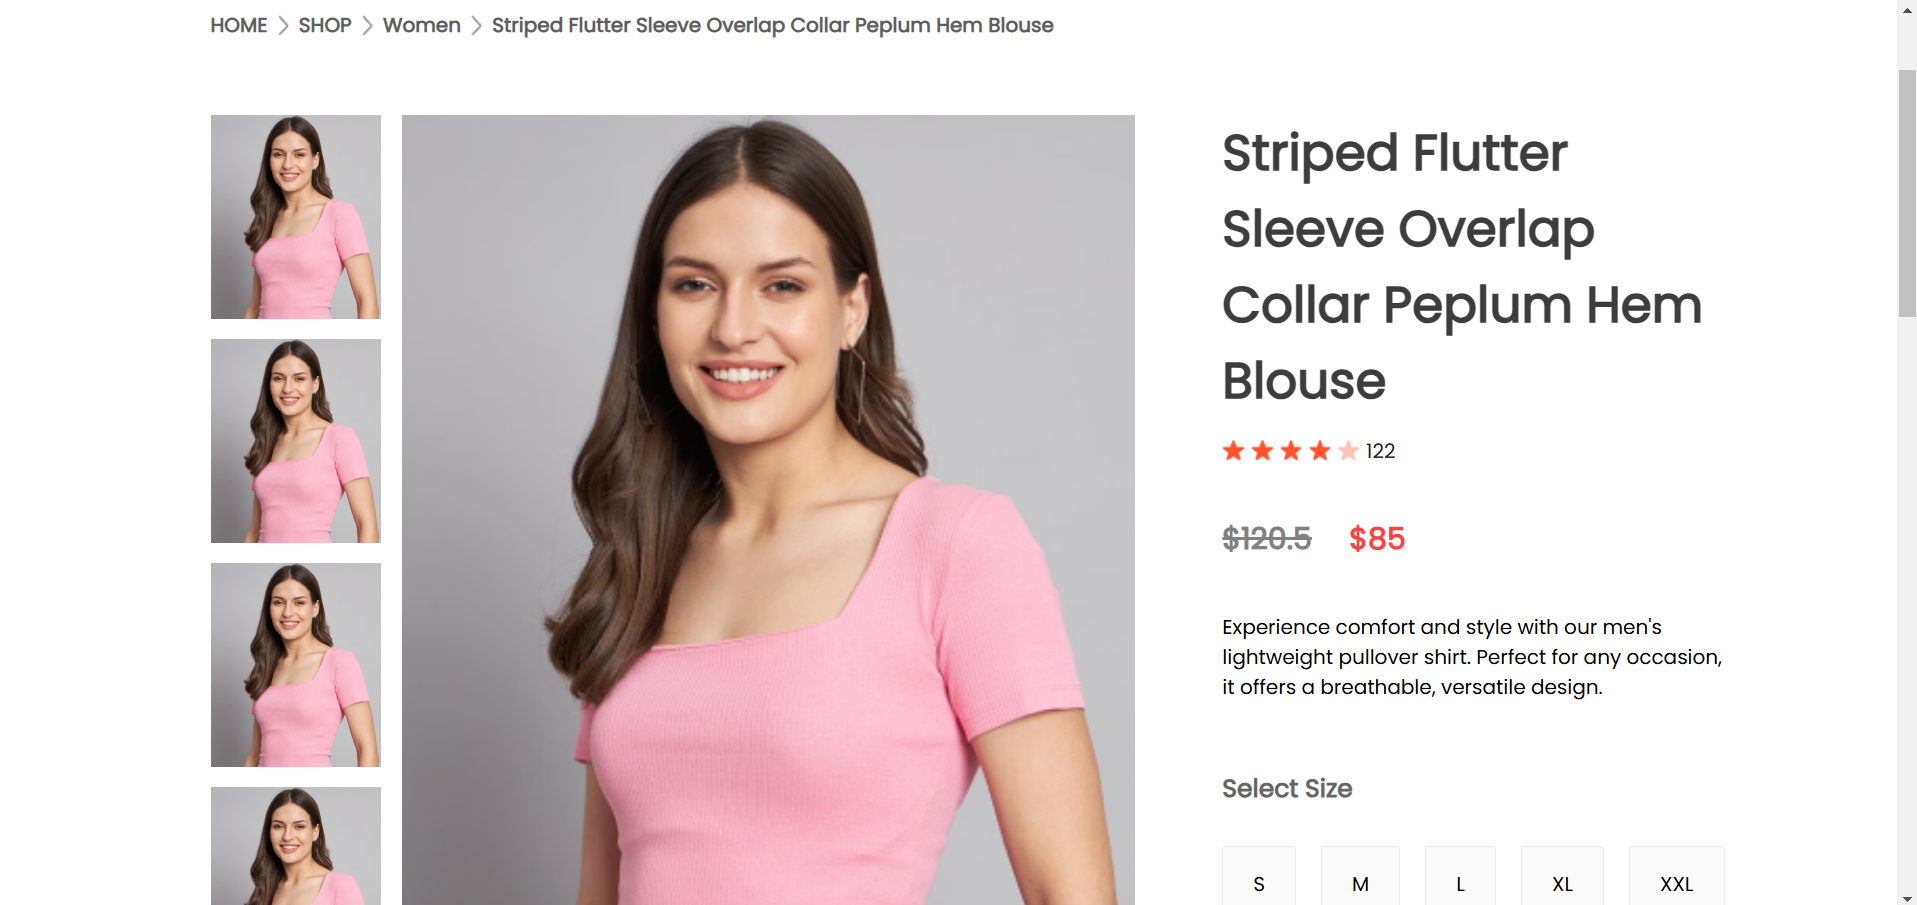 HOME > SHOP > Women > Striped Flutter Sleeve Overlap Collar Peplum Hem Blouse
Striped Flutter
Sleeve Overlap
Collar Peplum Hem
Blouse
122
$120.5 $85
Experience comfort and style with our men's
lightweight pullover shirt. Perfect for any occasion,
it offers a breathable, versatile design.
Select Size
S M L XL XXL